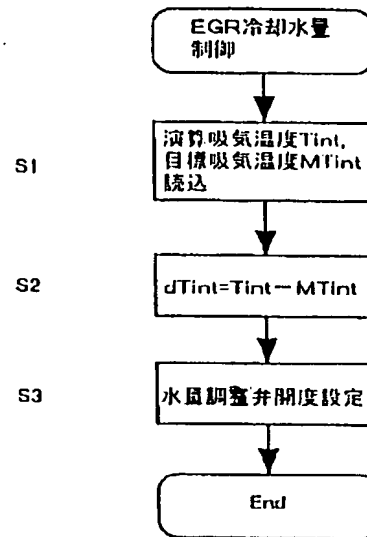 EGR冷却水量
制御
S1
演算吸気温度Tint,
目標吸気温度MTint
読込
S2
dTint=Tint-MTint
S3
水量調整弁開度設定
End